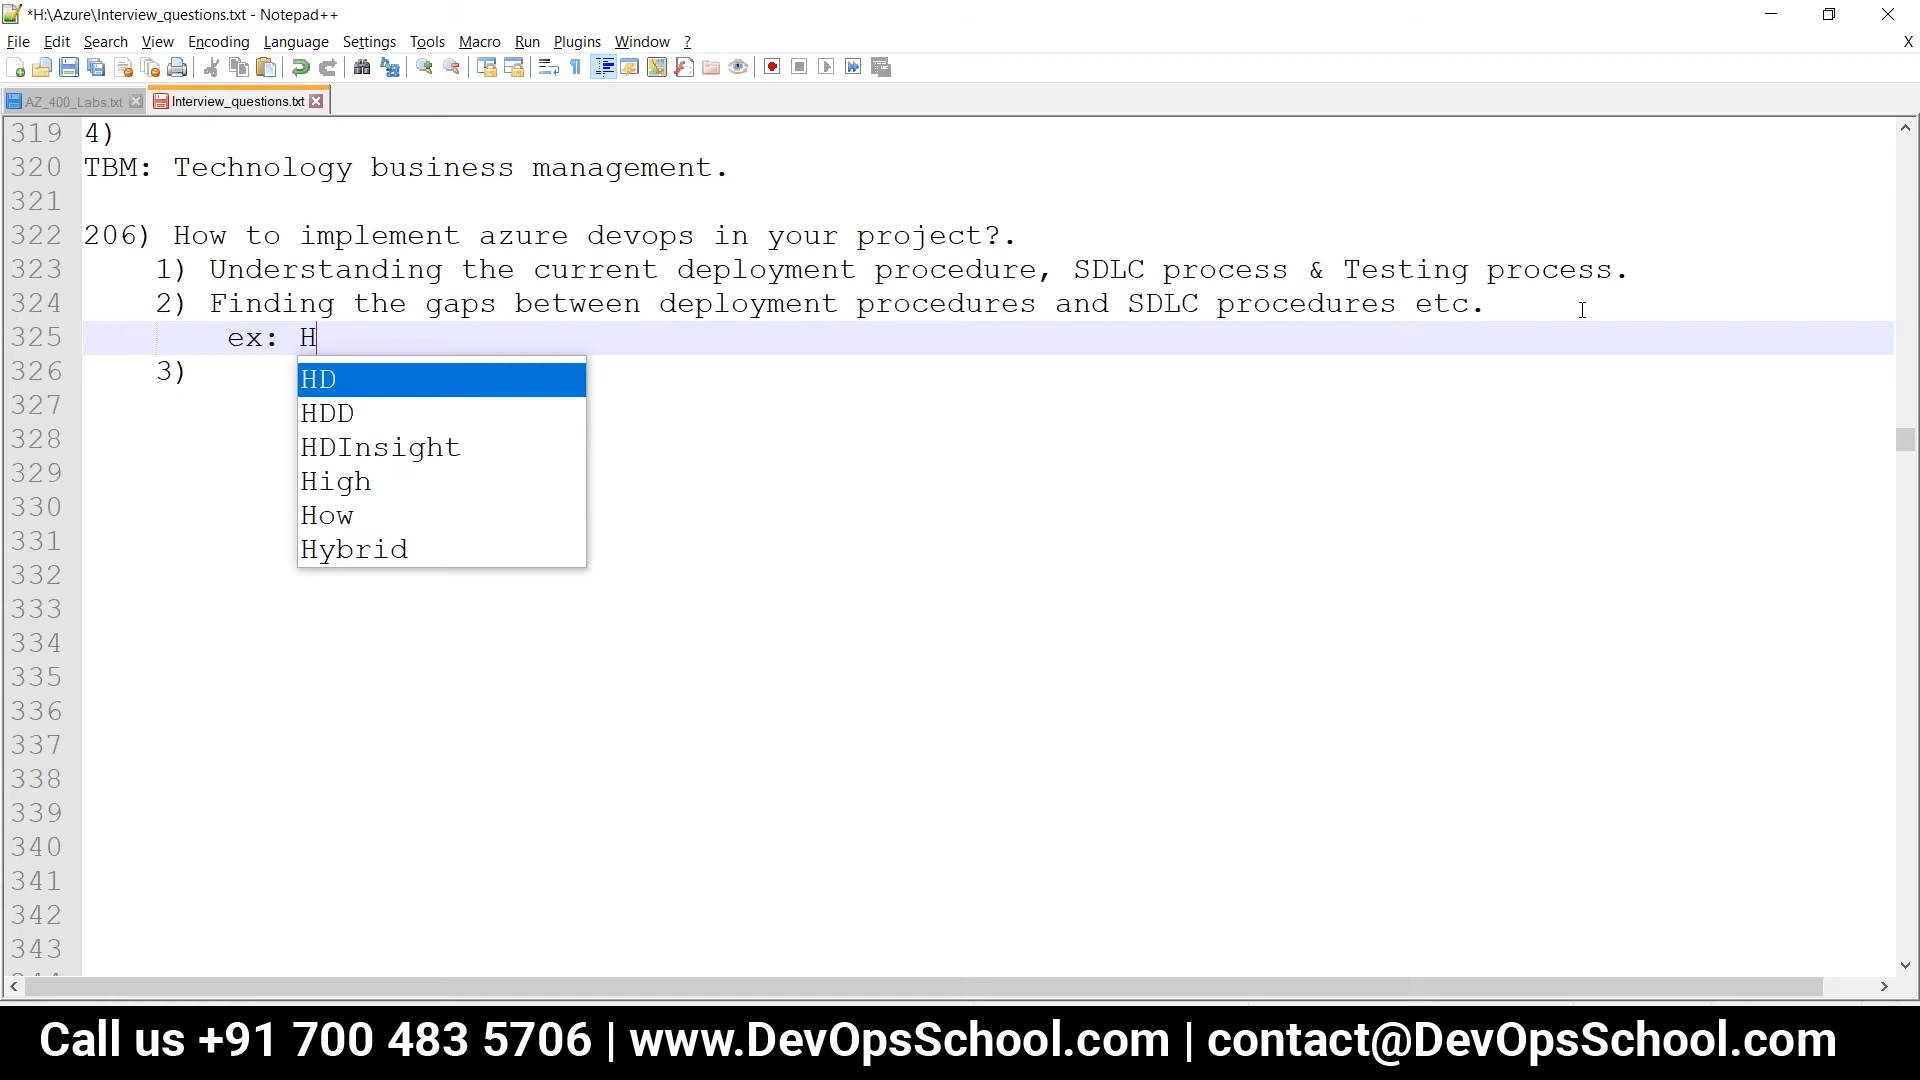 *H:\Azure\Interview_questions.txt - Notepad++
File Edit Search View Encoding Language Settings Tools Macro Run Plugins Window ? X
AZ_400_Labs.txt Interview_questions.txt
319 4)
320 TBM: Technology business management.
321
322 206) How to implement azure devops in your project?.
323 1) Understanding the current deployment procedure, SDLC process & Testing process.
324 2) Finding the gaps between deployment procedures and SDLC procedures etc.
325 ex: H
326 3)
HD
HDD
HDInsight
High
How
Hybrid
327
328
329
330
331
332
333
334
335
336
337
338
339
340
341
342
343
Call us +91 700 483 5706 | www.DevOpsSchool.com | contact@DevOpsSchool.com